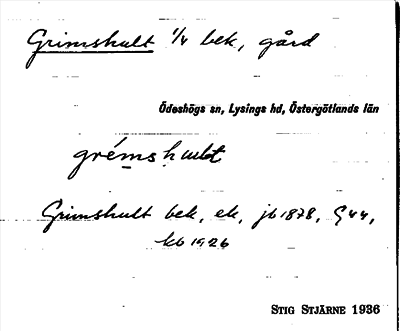 Grimshult 1/4 bek, gård
Ödeshögs sn, Lysings hd, Östergötlands län
Grimshult bek, ek, jb 1878, G 44,
kb 1926
STIG STJÄRNE 1936